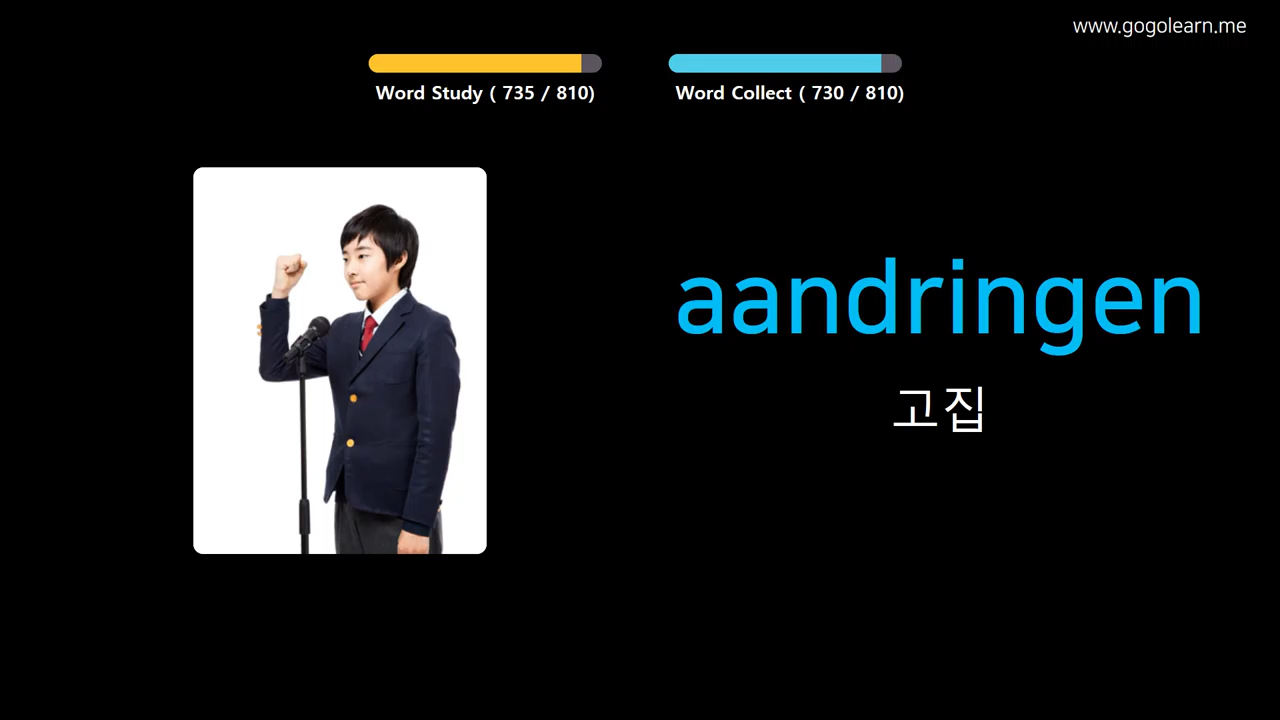 www.gogolearn.me
Word Study ( 735 / 810)
Word Collect ( 730 / 810)
aandringen
고집